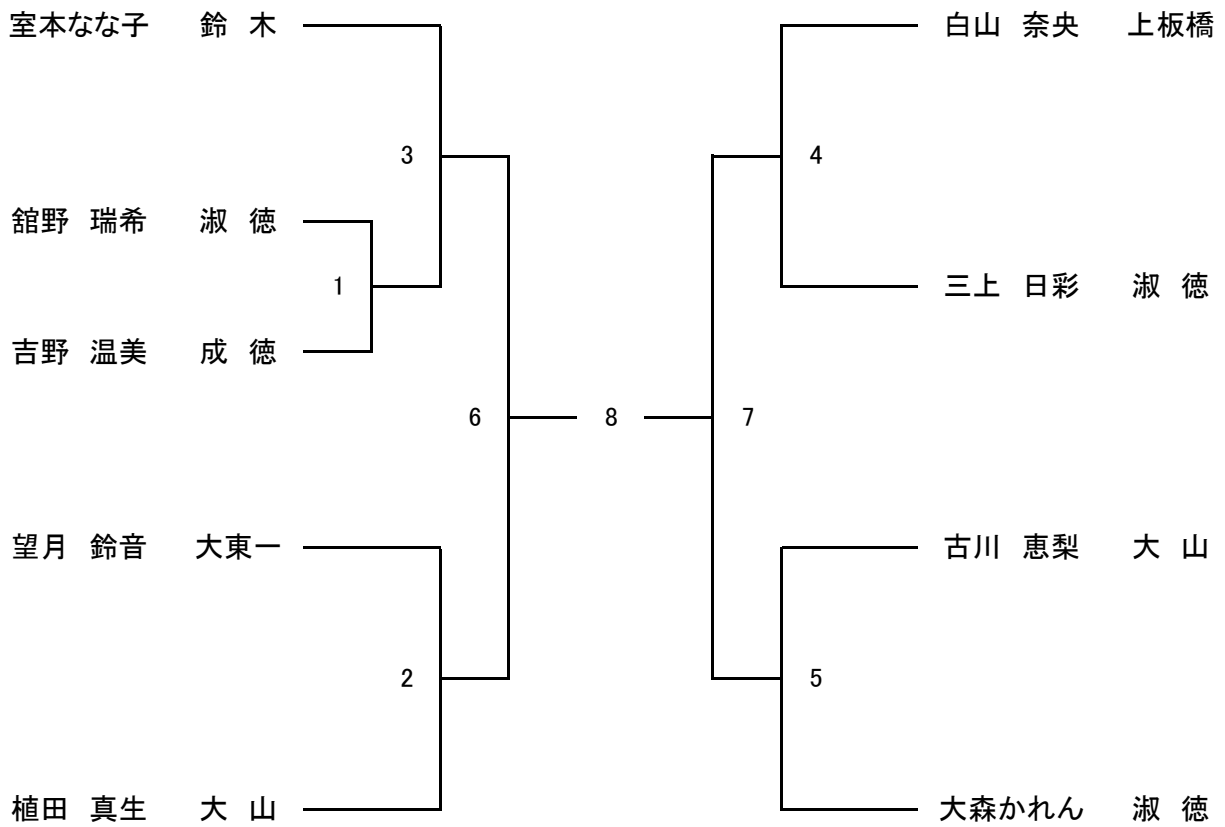 室本なな子 鈴 木
白山 奈央 上板橋
3
4
舘野 瑞希 淑 徳
1
三上 日彩 淑 徳
吉野 温美 成 徳
6
8
7
望月 鈴音 大東一
古川 恵梨 大 山
2
5
植田 真生 大 山
大森かれん 淑 徳